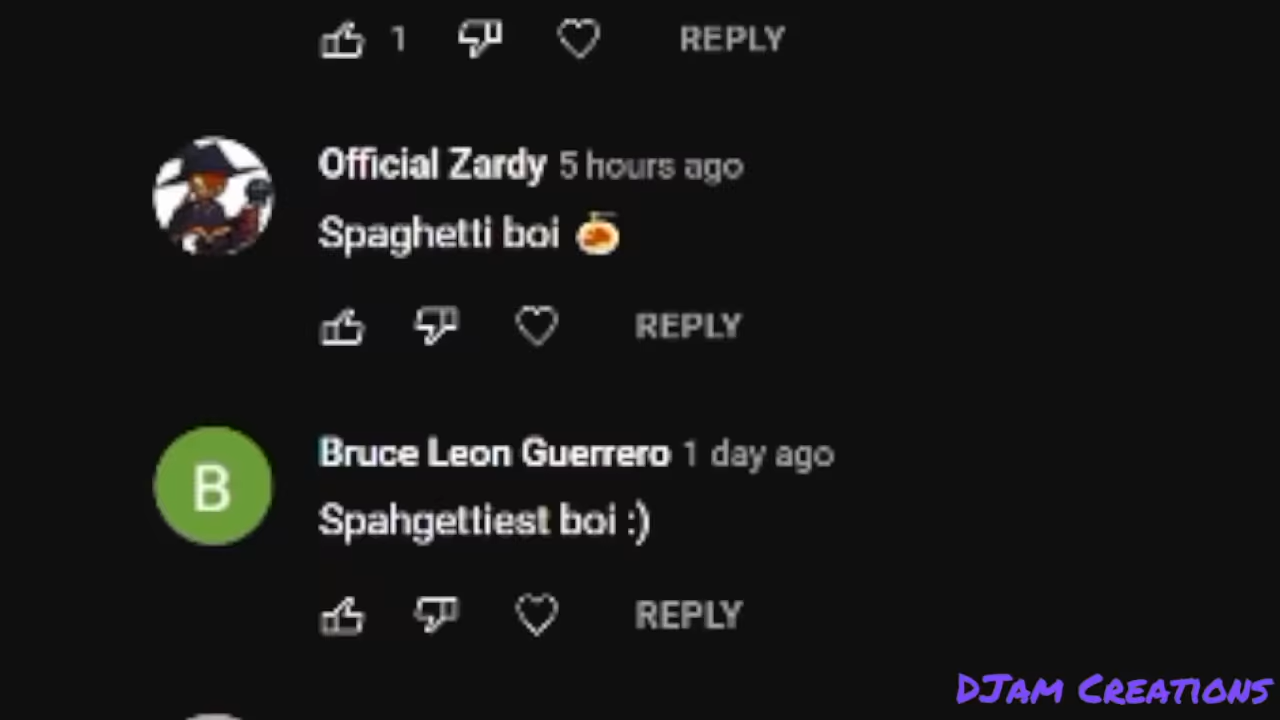 1 REPLY
Official Zardy 5 hours ago
Spaghetti boi 🍝
REPLY
B
Bruce Leon Guerrero 1 day ago
Spahgettiest boi :)
REPLY
DJam Creations